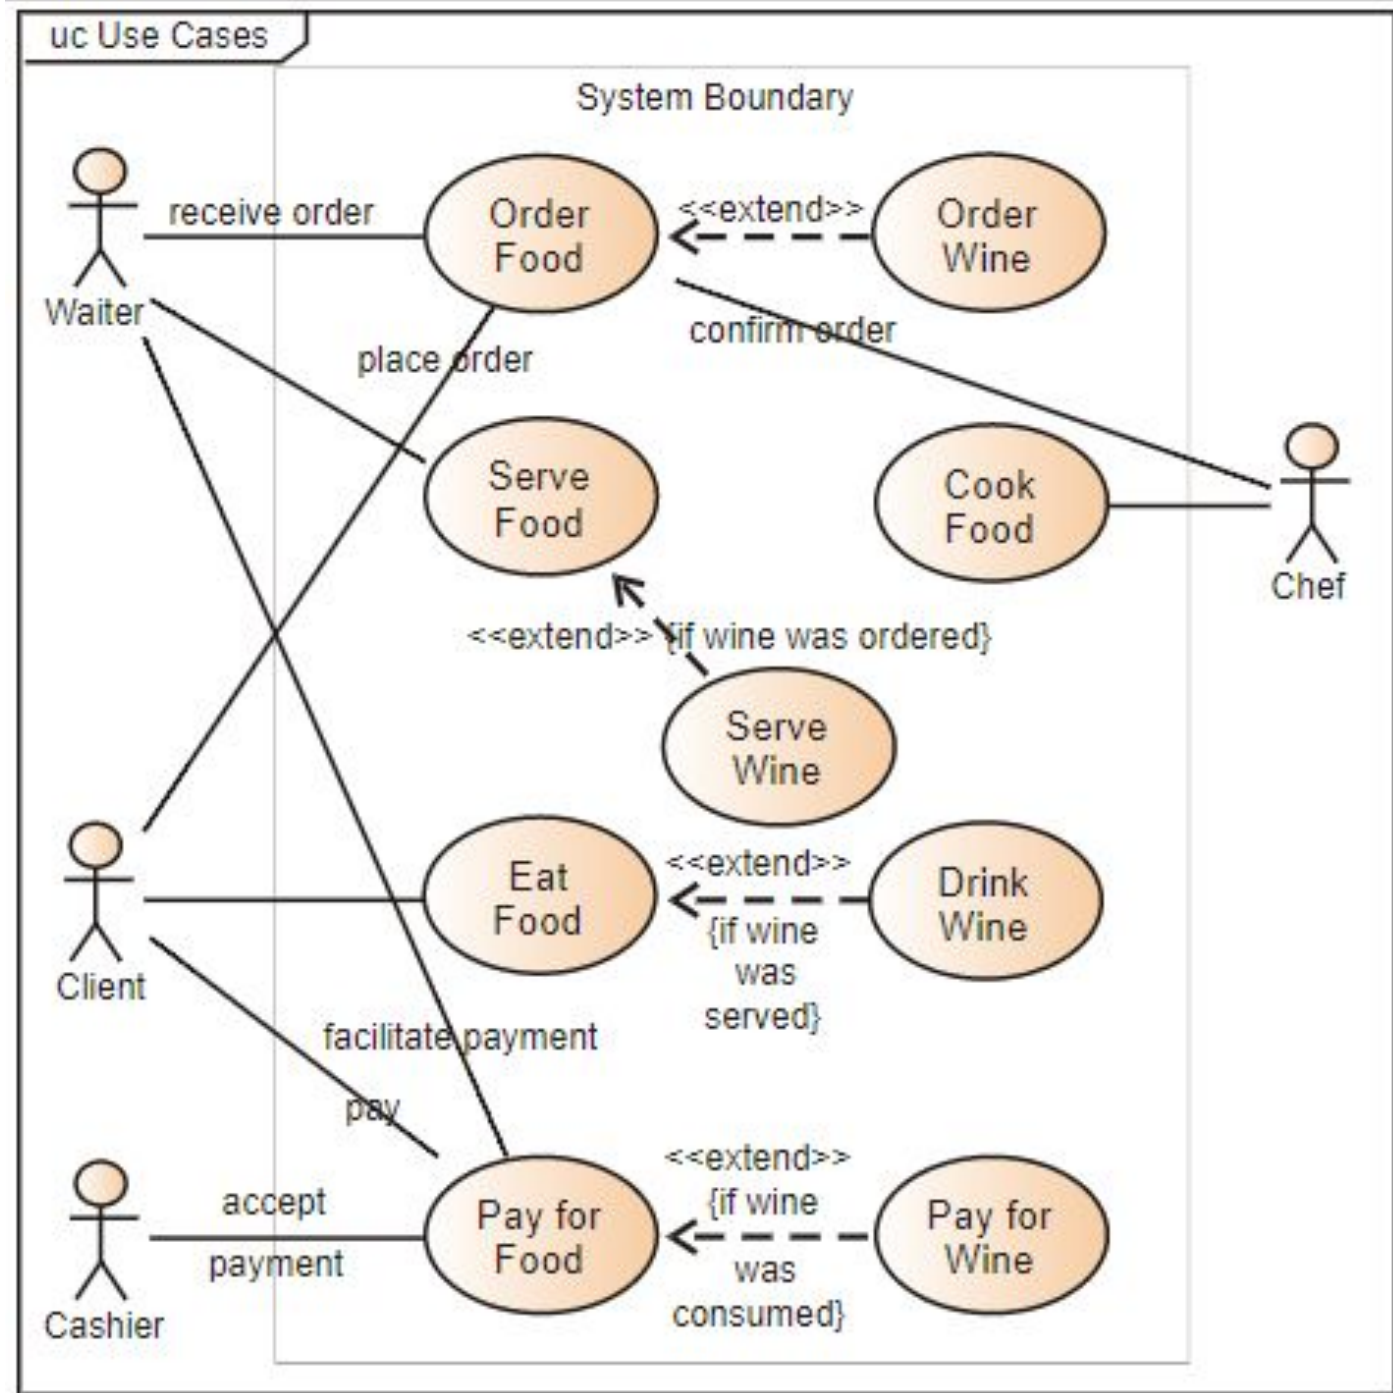 uc Use Cases
System Boundary
receive order
Order
Food
<<extend>>
Order
Wine
Waiter
place order
confirm order
Serve
Food
Cook
Food
Chef
<<extend>> {if wine was ordered}
Serve
Wine
Client
Eat
Food
<<extend>>
{if wine
was
served}
Drink
Wine
facilitate payment
pay
Cashier
accept
payment
Pay for
Food
<<extend>>
{if wine
was
consumed}
Pay for
Wine